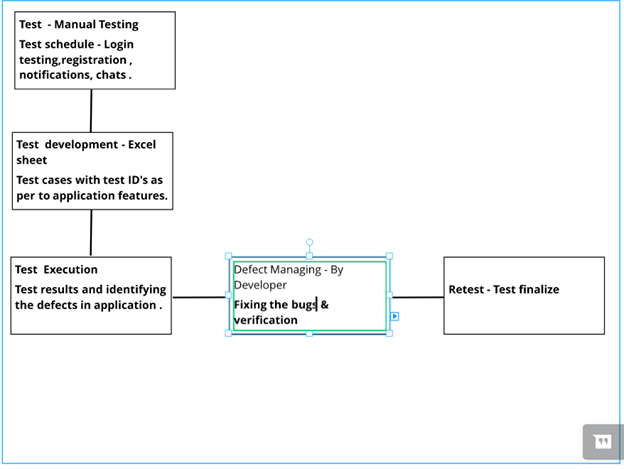 Test - Manual Testing
Test schedule - Login
testing,registration ,
notifications, chats .
Test development - Excel
sheet
Test cases with test ID's as
per to application features.
Test Execution
Test results and identifying
the defects in application .
Defect Managing - By
Developer
Fixing the bugs &
verification
Retest - Test finalize